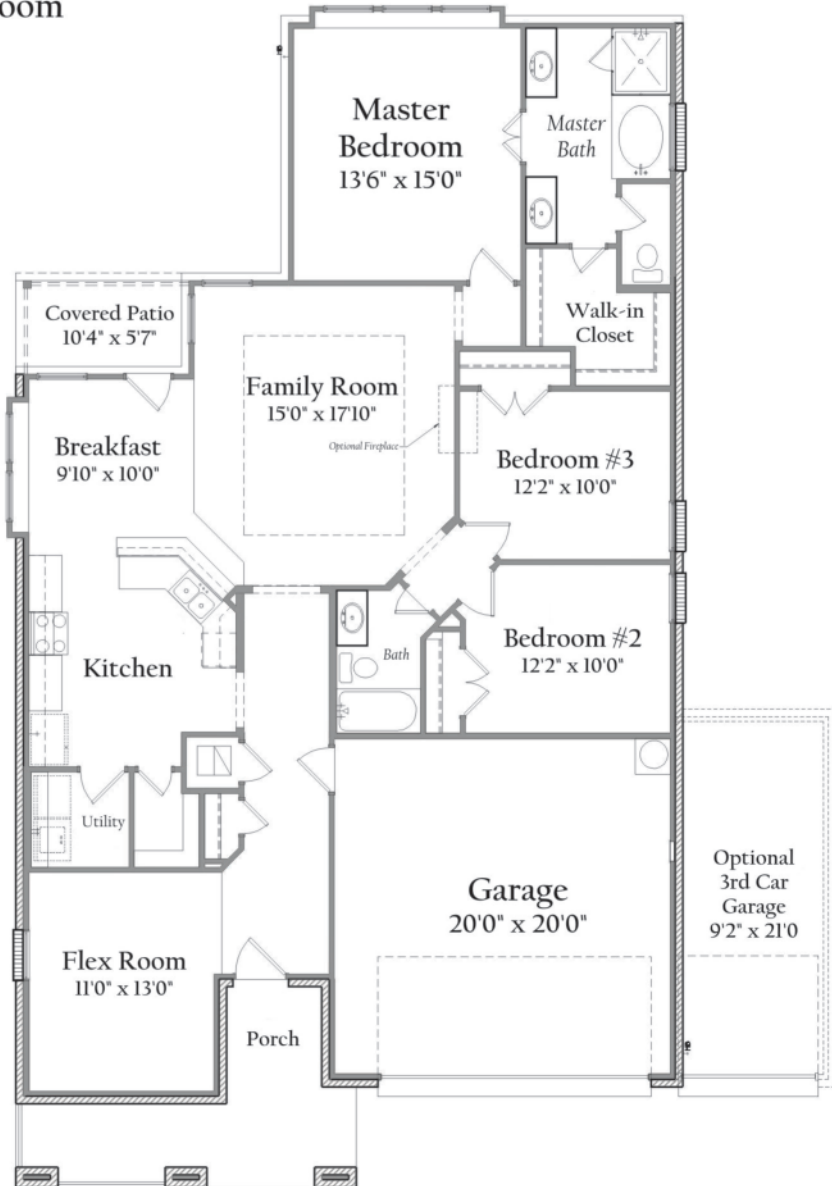 Master
Bedroom
13'6" x 15'0"
Master
Bath
Walk-in
Closet
Covered Patio
10'4" x 5'7"
Family Room
15'0" x 17'10"
Optional Fireplace
Breakfast
9'10" x 10'0"
Bedroom #3
12'2" x 10'0"
Bedroom #2
12'2" x 10'0"
Bath
Kitchen
Utility
Garage
20'0" x 20'0"
Optional
3rd Car
Garage
9'2" x 21'0
Flex Room
11'0" x 13'0"
Porch